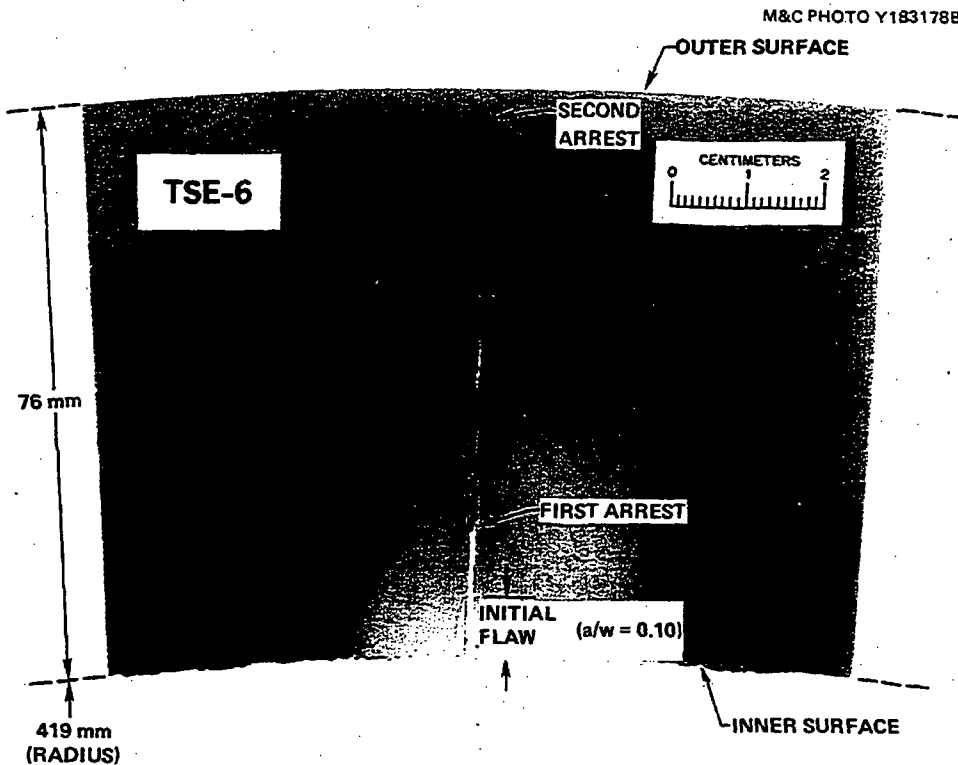 M&C PHOTO Y183178B
OUTER SURFACE
SECOND
ARREST
TSE-6
CENTIMETERS
0 1 2
76 mm
FIRST ARREST
INITIAL
FLAW (a/w = 0.10)
INNER SURFACE
419 mm
(RADIUS)